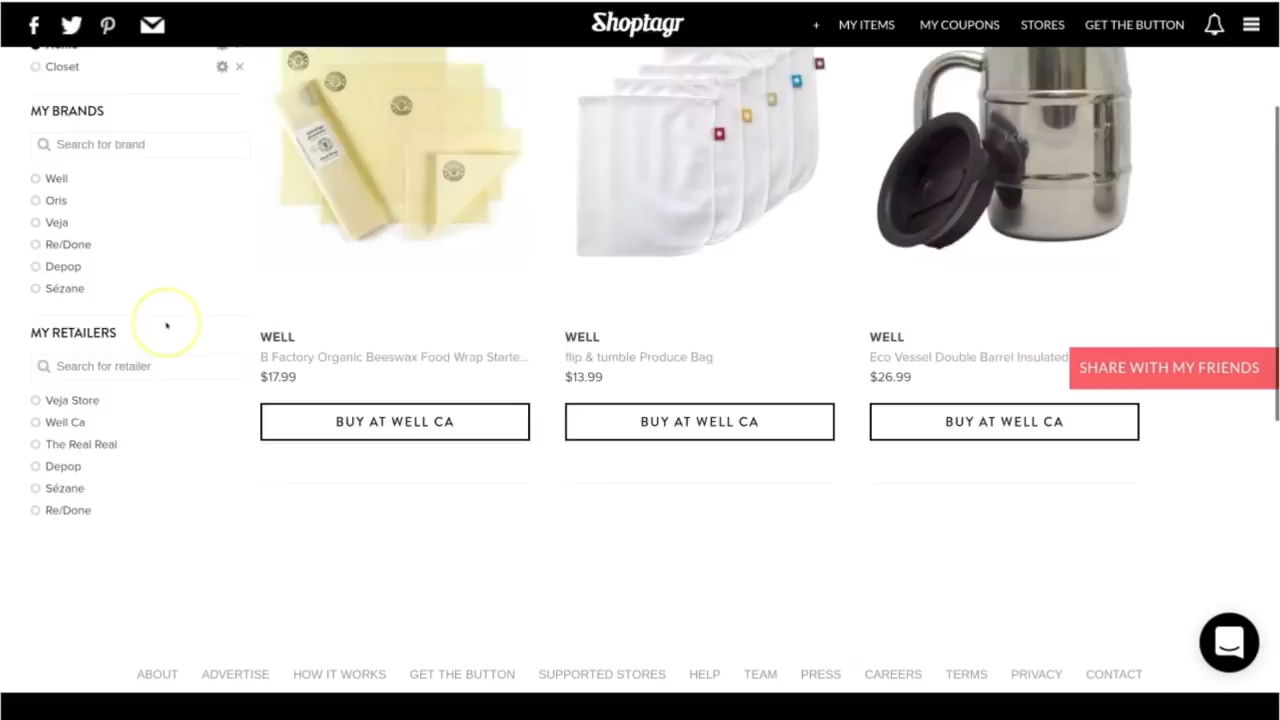 Shoptagr
+ MY ITEMS MY COUPONS STORES GET THE BUTTON
Home
Closet
MY BRANDS
Search for brand
Well
Oris
Veja
Re/Done
Depop
Sézane
MY RETAILERS
Search for retailer
Veja Store
Well Ca
The Real Real
Depop
Sézane
Re/Done
WELL
B Factory Organic Beeswax Food Wrap Starte...
$17.99
BUY AT WELL CA
WELL
flip & tumble Produce Bag
$13.99
BUY AT WELL CA
WELL
Eco Vessel Double Barrel Insulated
$26.99
BUY AT WELL CA
SHARE WITH MY FRIENDS
ABOUT ADVERTISE HOW IT WORKS GET THE BUTTON SUPPORTED STORES HELP TEAM PRESS CAREERS TERMS PRIVACY CONTACT